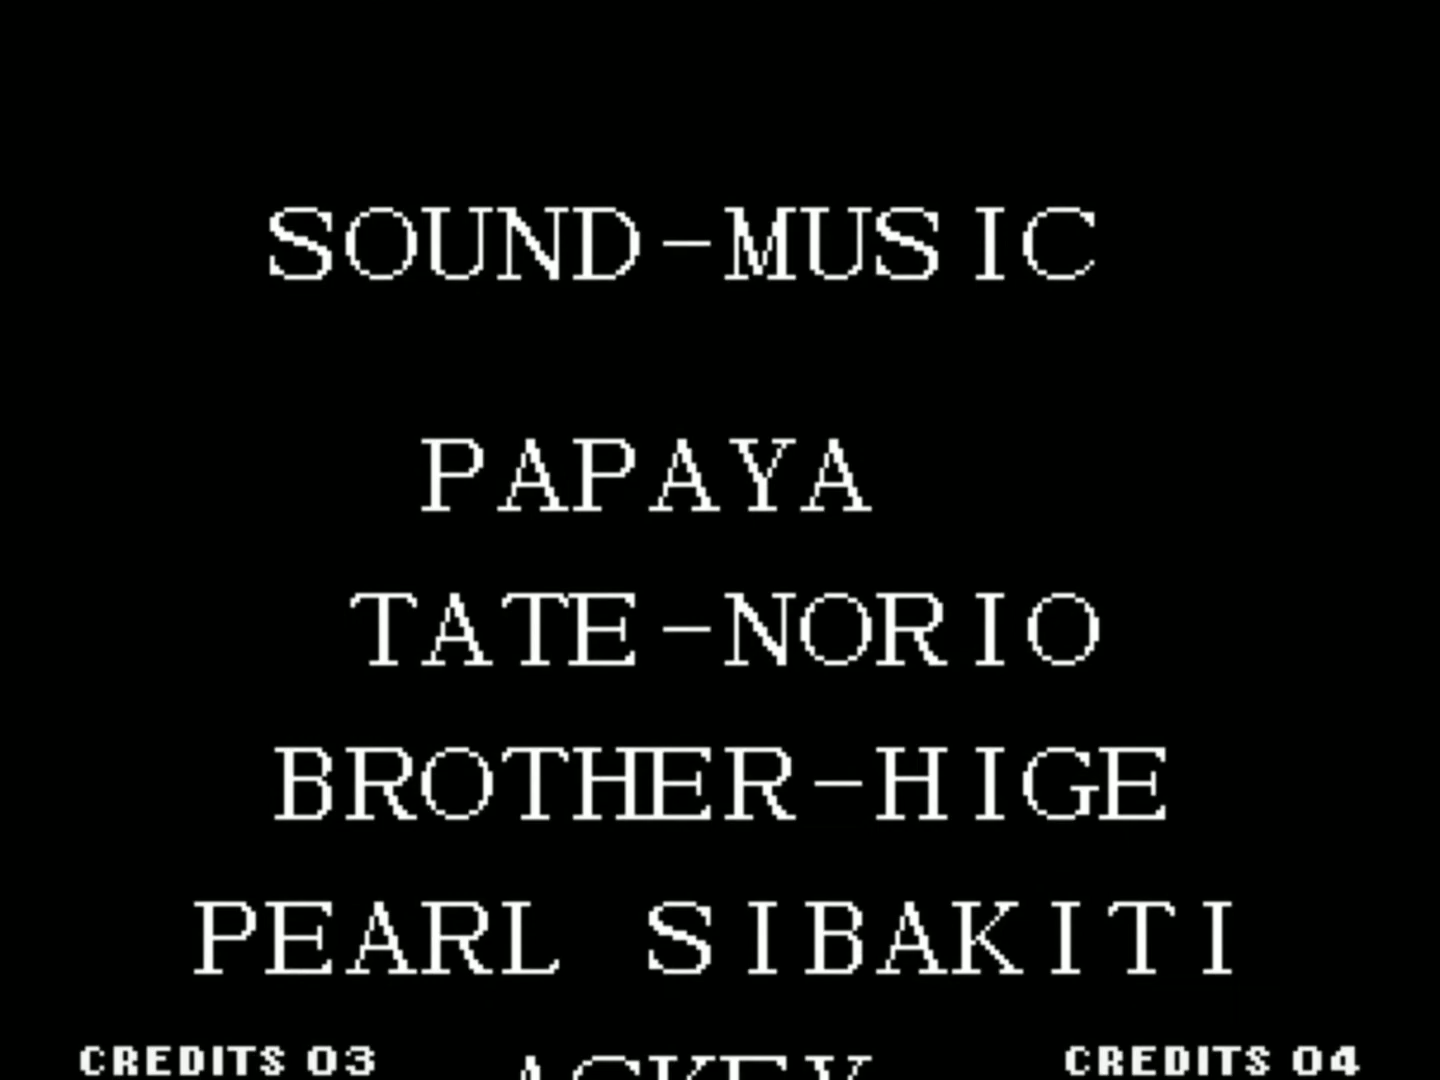 SOUND-MUSIC
PAPAYA
TATE-NORIO
BROTHER-HIGE
PEARL SIBAKITI
CREDITS 03
CREDITS 04